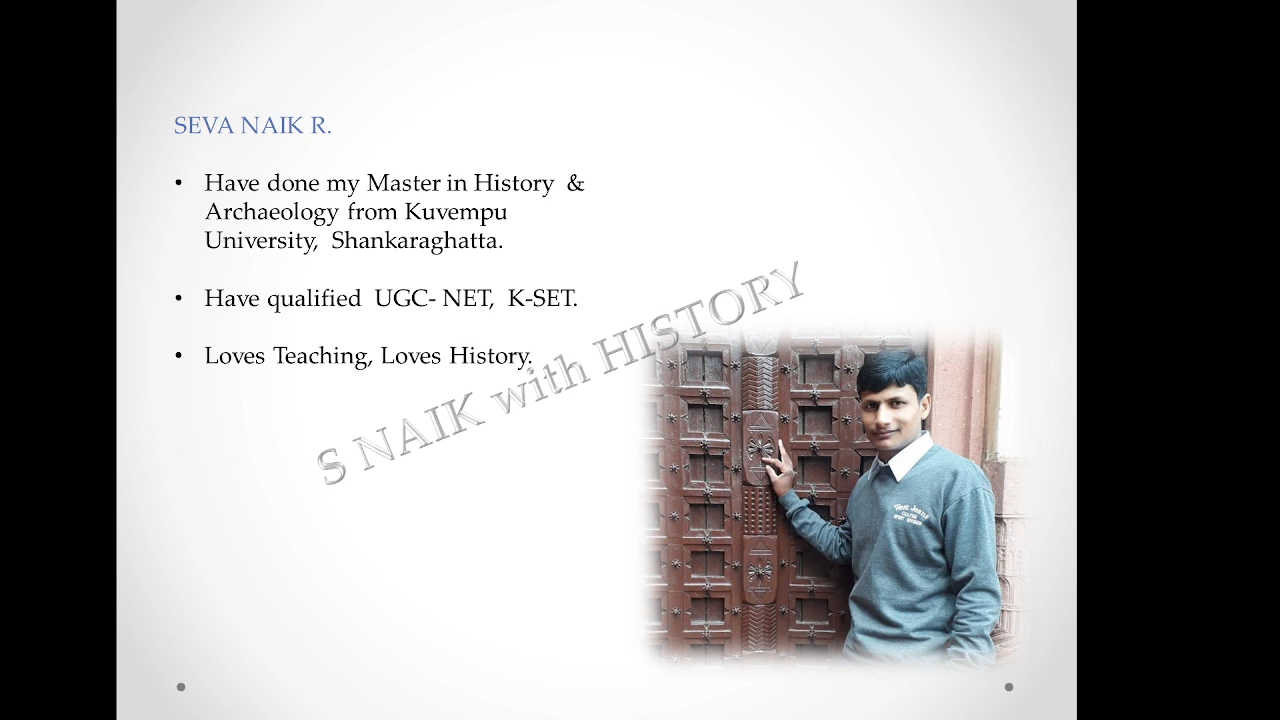 SEVA NAIK R.
• Have done my Master in History &
Archaeology from Kuvempu
University, Shankaraghatta.
• Have qualified UGC- NET, K-SET.
• Loves Teaching, Loves History.
S NAIK with HISTORY